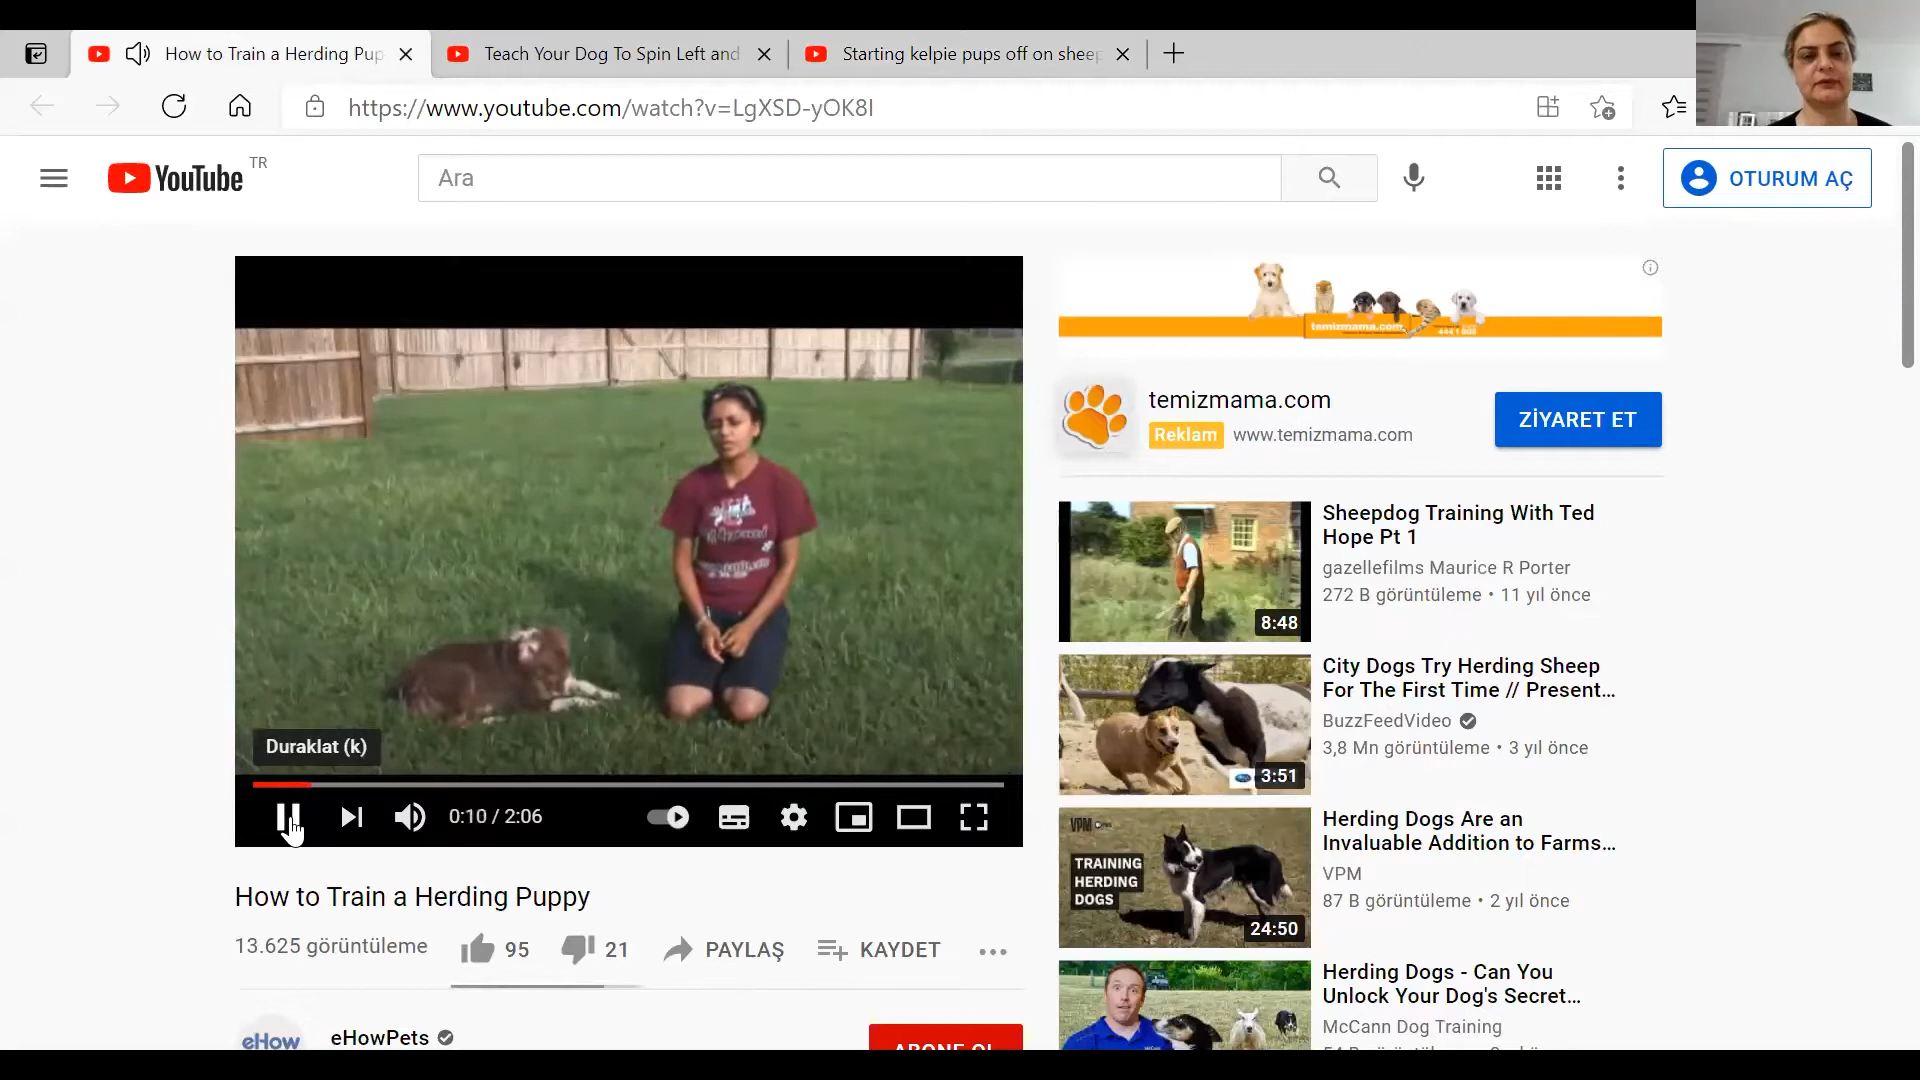 How to Train a Herding Pup
Teach Your Dog To Spin Left and
Starting kelpie pups off on sheep
https://www.youtube.com/watch?v=LgXSD-yOK8I
YouTube TR
Ara
OTURUM AÇ
temizmama.com
temizmama.com
Reklam www.temizmama.com
ZİYARET ET
Duraklat (k)
0:10 / 2:06
How to Train a Herding Puppy
13.625 görüntüleme
95
21
PAYLAŞ
KAYDET
eHow
eHowPets
ABONE OL
8:48
Sheepdog Training With Ted
Hope Pt 1
gazellefilms Maurice R Porter
272 B görüntüleme • 11 yıl önce
3:51
City Dogs Try Herding Sheep
For The First Time // Present...
BuzzFeedVideo
3,8 Mn görüntüleme • 3 yıl önce
VPM
TRAINING
HERDING
DOGS
24:50
Herding Dogs Are an
Invaluable Addition to Farms...
VPM
87 B görüntüleme • 2 yıl önce
Herding Dogs - Can You
Unlock Your Dog's Secret...
McCann Dog Training